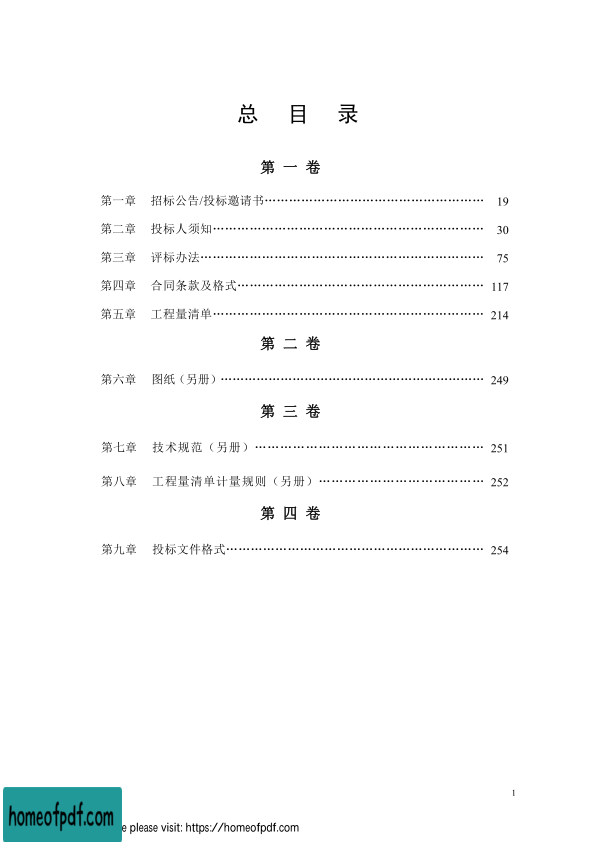 总 目 录
第 一 卷
第一章 招标公告/投标邀请书…………………………………………… 19
第二章 投标人须知…………………………………………………… 30
第三章 评标办法……………………………………………………… 75
第四章 合同条款及格式……………………………………………… 117
第五章 工程量清单…………………………………………………… 214
第 二 卷
第六章 图纸（另册）………………………………………………… 249
第 三 卷
第七章 技术规范（另册）…………………………………………… 251
第八章 工程量清单计量规则（另册）……………………………… 252
第 四 卷
第九章 投标文件格式………………………………………………… 254
1
homeofpdf.com
e please visit: https://homeofpdf.com